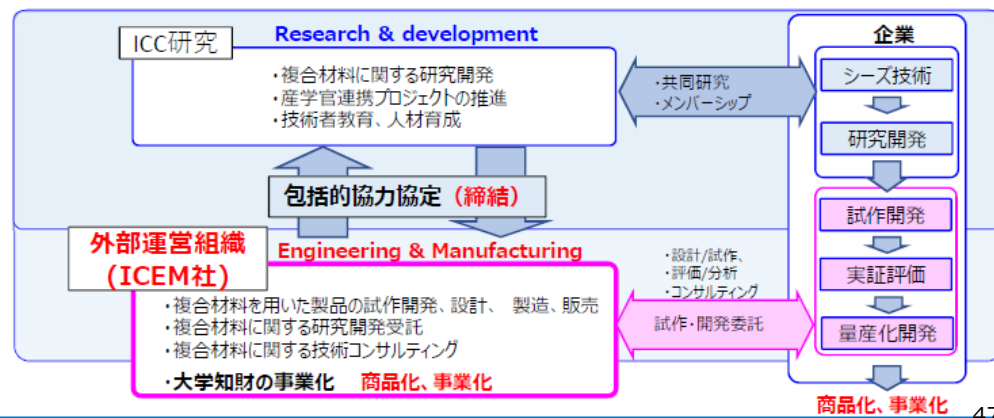 ICC研究
Research & development
・複合材料に関する研究開発
・産学官連携プロジェクトの推進
・技術者教育、人材育成
・共同研究
・メンバーシップ
企業
シーズ技術
研究開発
包括的協力協定（締結）
外部運営組織
(ICEM社)
Engineering & Manufacturing
・複合材料を用いた製品の試作開発、設計、 製造、販売
・複合材料に関する研究開発受託
・複合材料に関する技術コンサルティング
・大学知財の事業化 商品化、事業化
・設計/試作、
・評価/分析
・コンサルティング
試作・開発委託
試作開発
実証評価
量産化開発
商品化、事業化